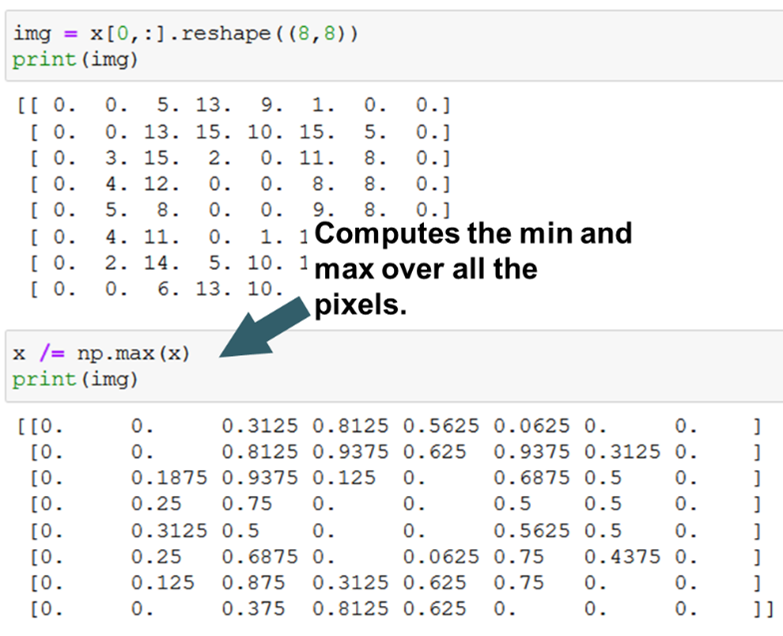 img = x[0,:].reshape((8,8))
print(img)
[[ 0.  0.  5. 13.  9.  1.  0.  0.]
 [ 0.  0. 13. 15. 10. 15.  5.  0.]
 [ 0.  3. 15.  2.  0. 11.  8.  0.]
 [ 0.  4. 12.  0.  0.  8.  8.  0.]
 [ 0.  5.  8.  0.  0.  9.  8.  0.]
 [ 0.  4. 11.  0.  1. 1
 [ 0.  2. 14.  5. 10. 1
 [ 0.  0.  6. 13. 10.
Computes the min and
max over all the
pixels.
x /= np.max(x)
print(img)
[[0.     0.     0.3125 0.8125 0.5625 0.0625 0.     0.    ]
 [0.     0.     0.8125 0.9375 0.625  0.9375 0.3125 0.    ]
 [0.     0.1875 0.9375 0.125  0.     0.6875 0.5    0.    ]
 [0.     0.25   0.75   0.     0.     0.5    0.5    0.    ]
 [0.     0.3125 0.5    0.     0.     0.5625 0.5    0.    ]
 [0.     0.25   0.6875 0.     0.0625 0.75   0.4375 0.    ]
 [0.     0.125  0.875  0.3125 0.625  0.75   0.     0.    ]
 [0.     0.     0.375  0.8125 0.625  0.     0.     0.    ]]